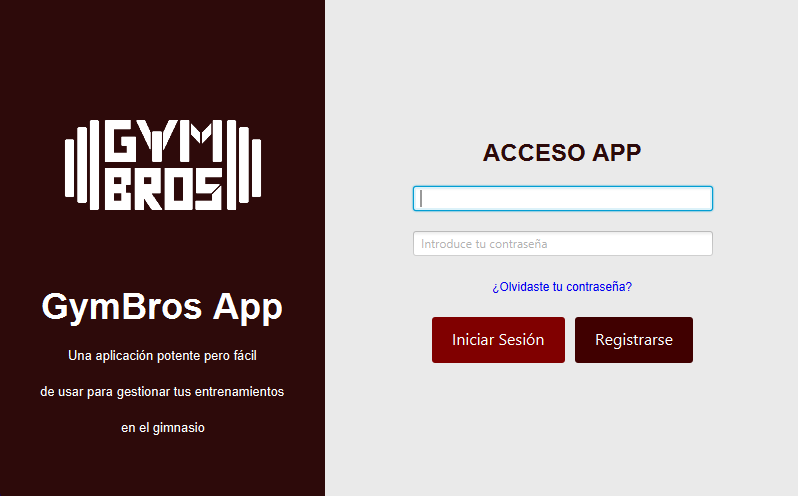 GYM
BROS
GymBros App
Una aplicación potente pero fácil
de usar para gestionar tus entrenamientos
en el gimnasio
ACCESO APP
Introduce tu contraseña
¿Olvidaste tu contraseña?
Iniciar Sesión
Registrarse